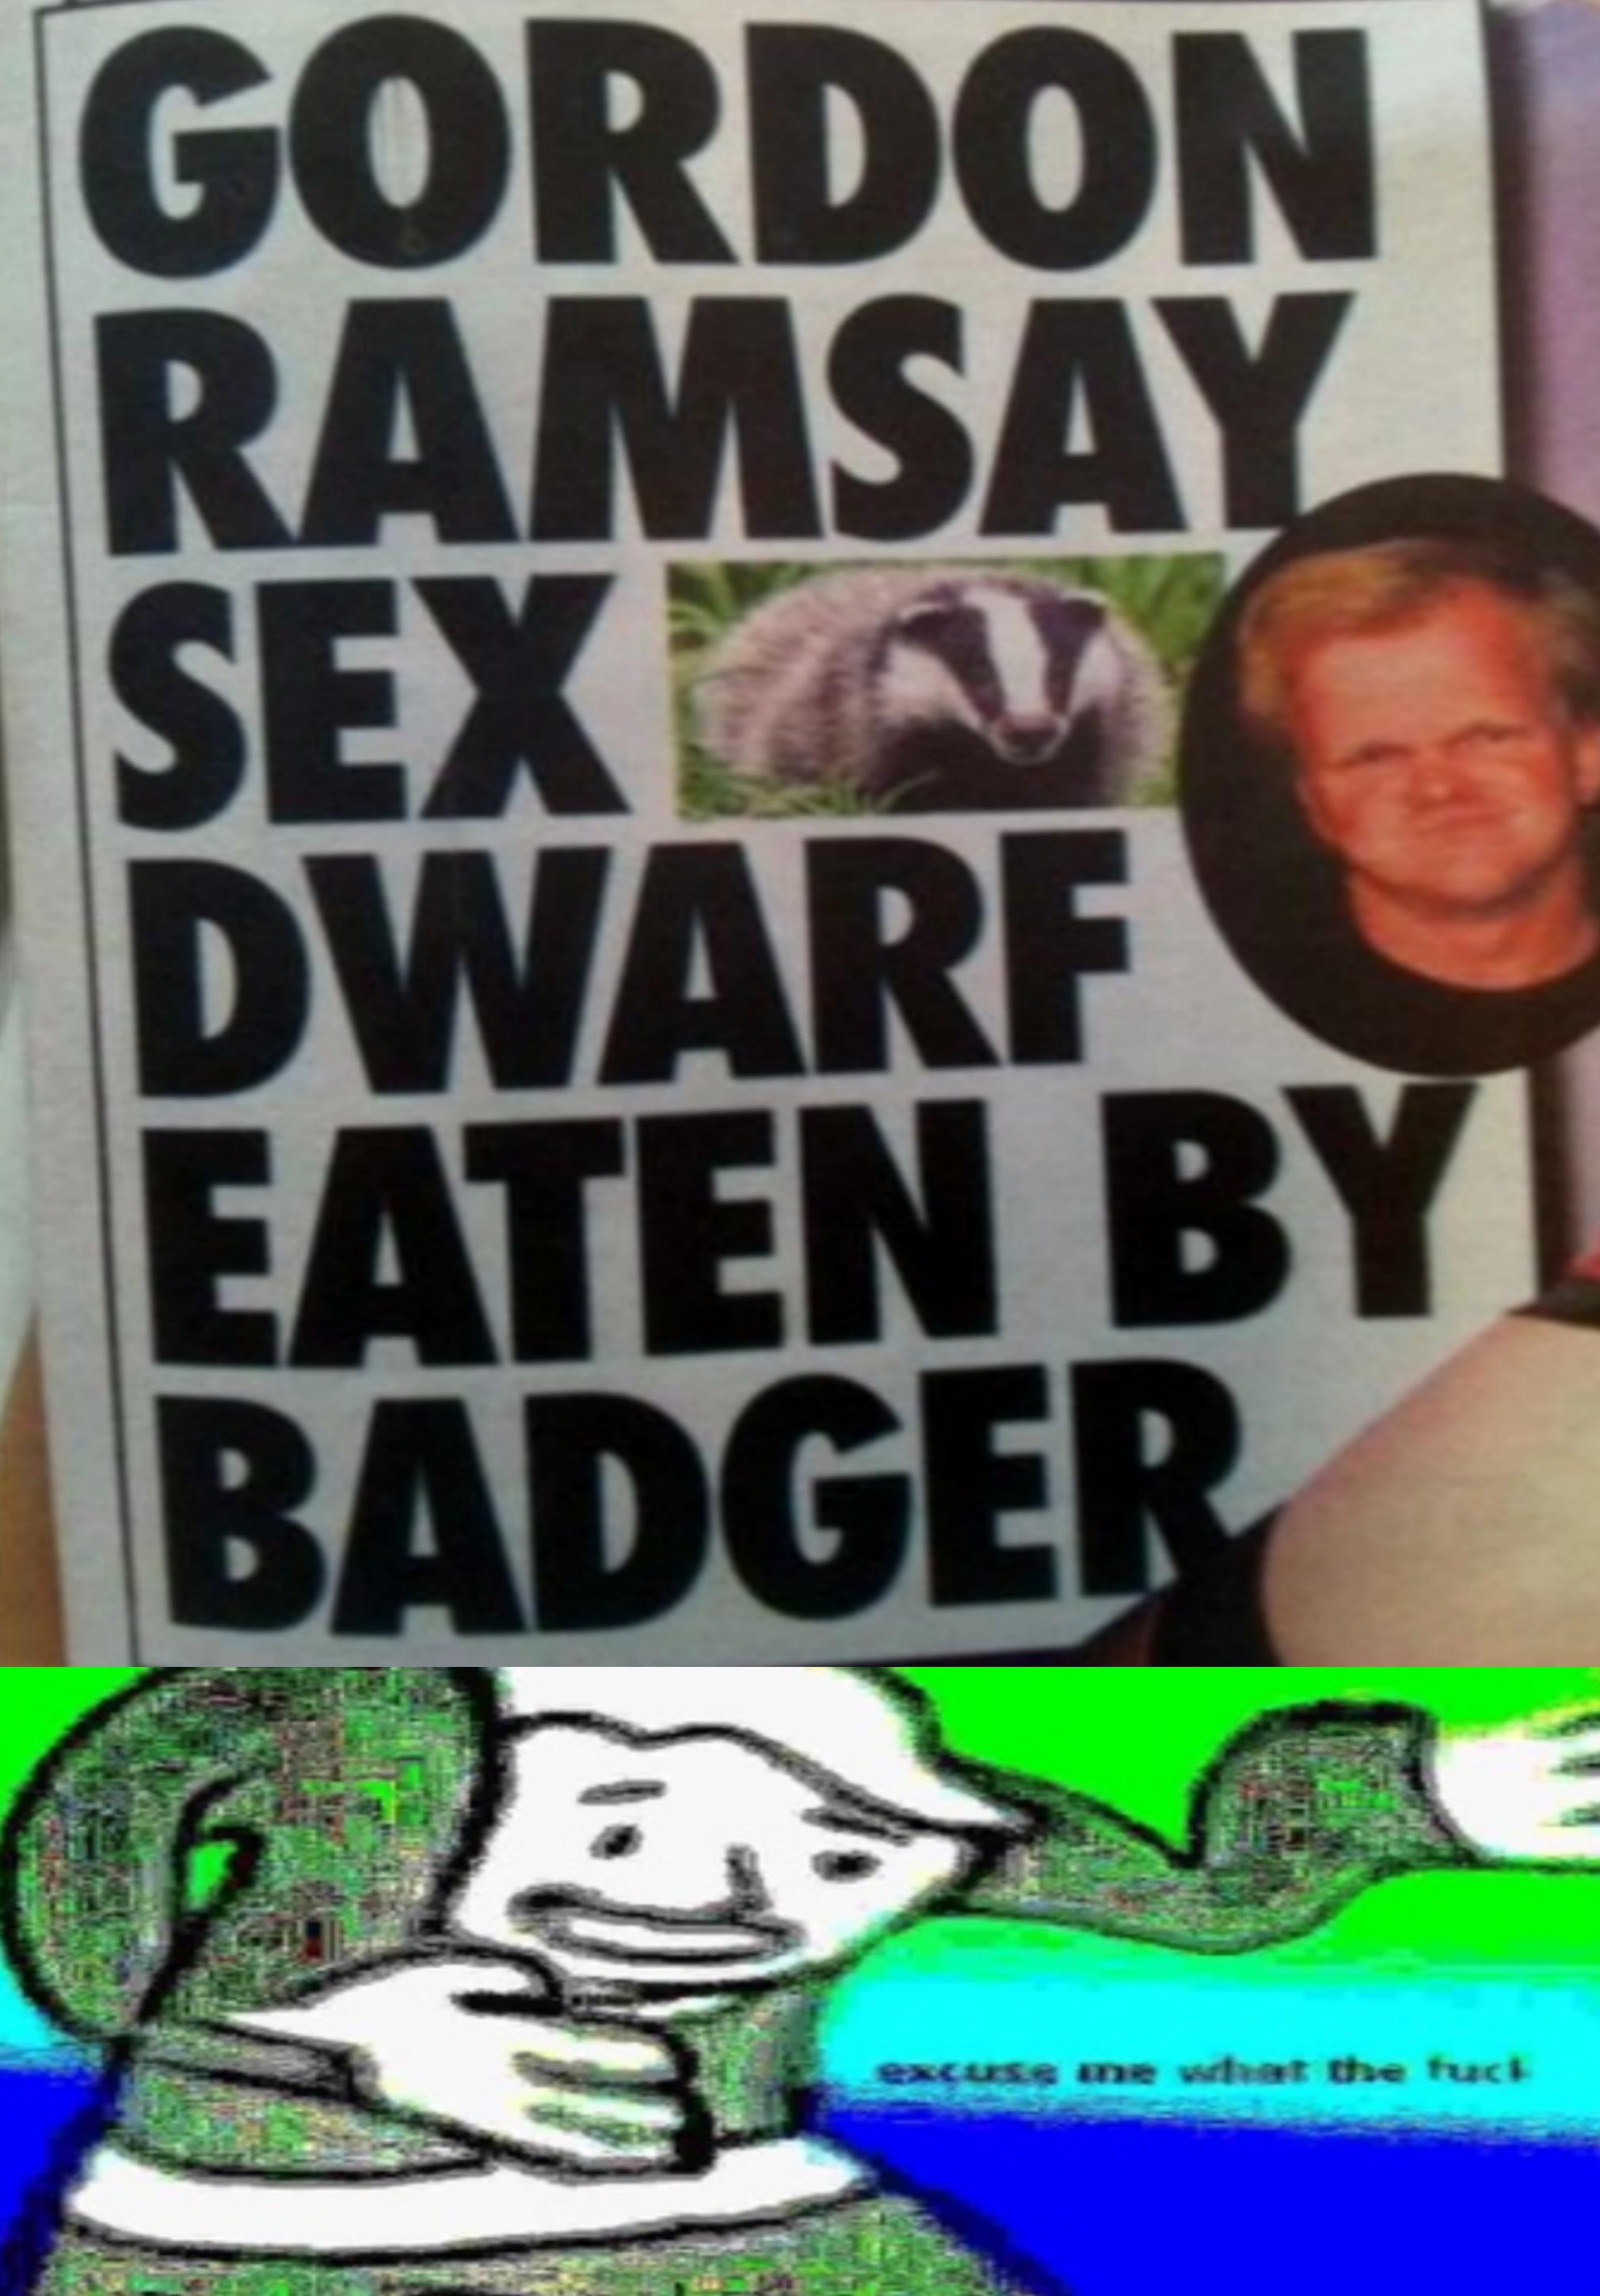 GORDON
RAMSAY
SEX
DWARF
EATEN BY
BADGER
excuse me what the fuck